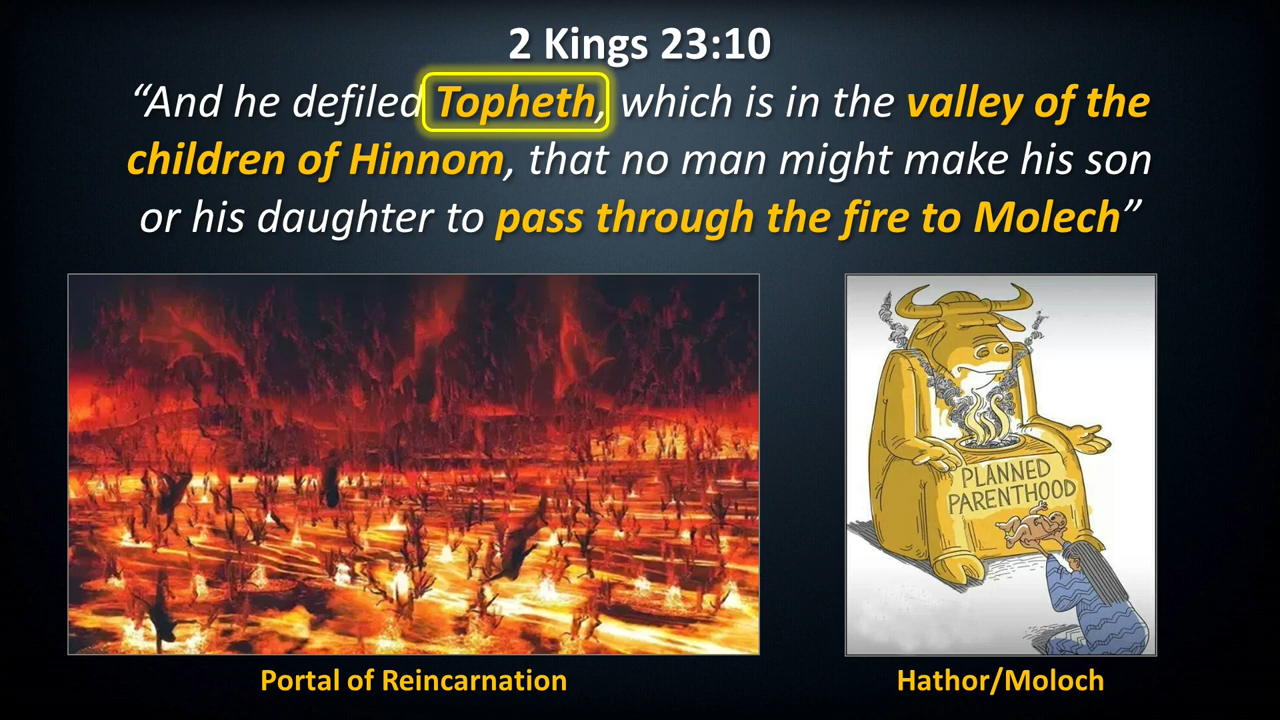 2 Kings 23:10
“And he defiled Topheth, which is in the valley of the
children of Hinnom, that no man might make his son
or his daughter to pass through the fire to Molech”
PLANNED
PARENTHOOD
Portal of Reincarnation
Hathor/Moloch